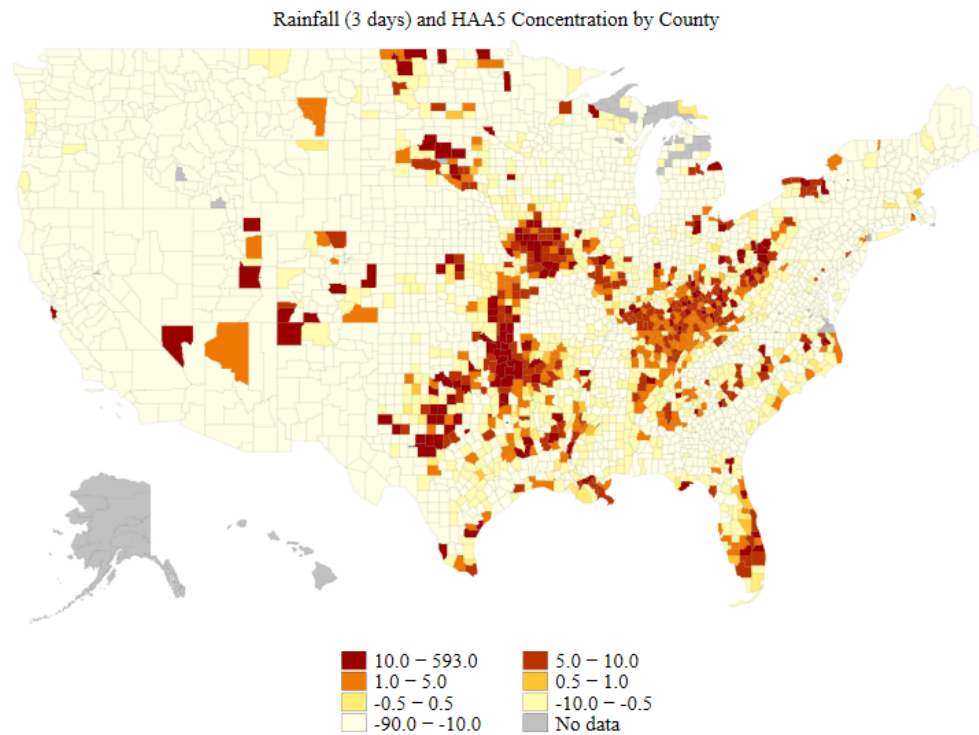 Rainfall (3 days) and HAA5 Concentration by County
10.0 − 593.0
5.0 − 10.0
1.0 − 5.0
0.5 − 1.0
-0.5 − 0.5
-10.0 − -0.5
-90.0 − -10.0
No data